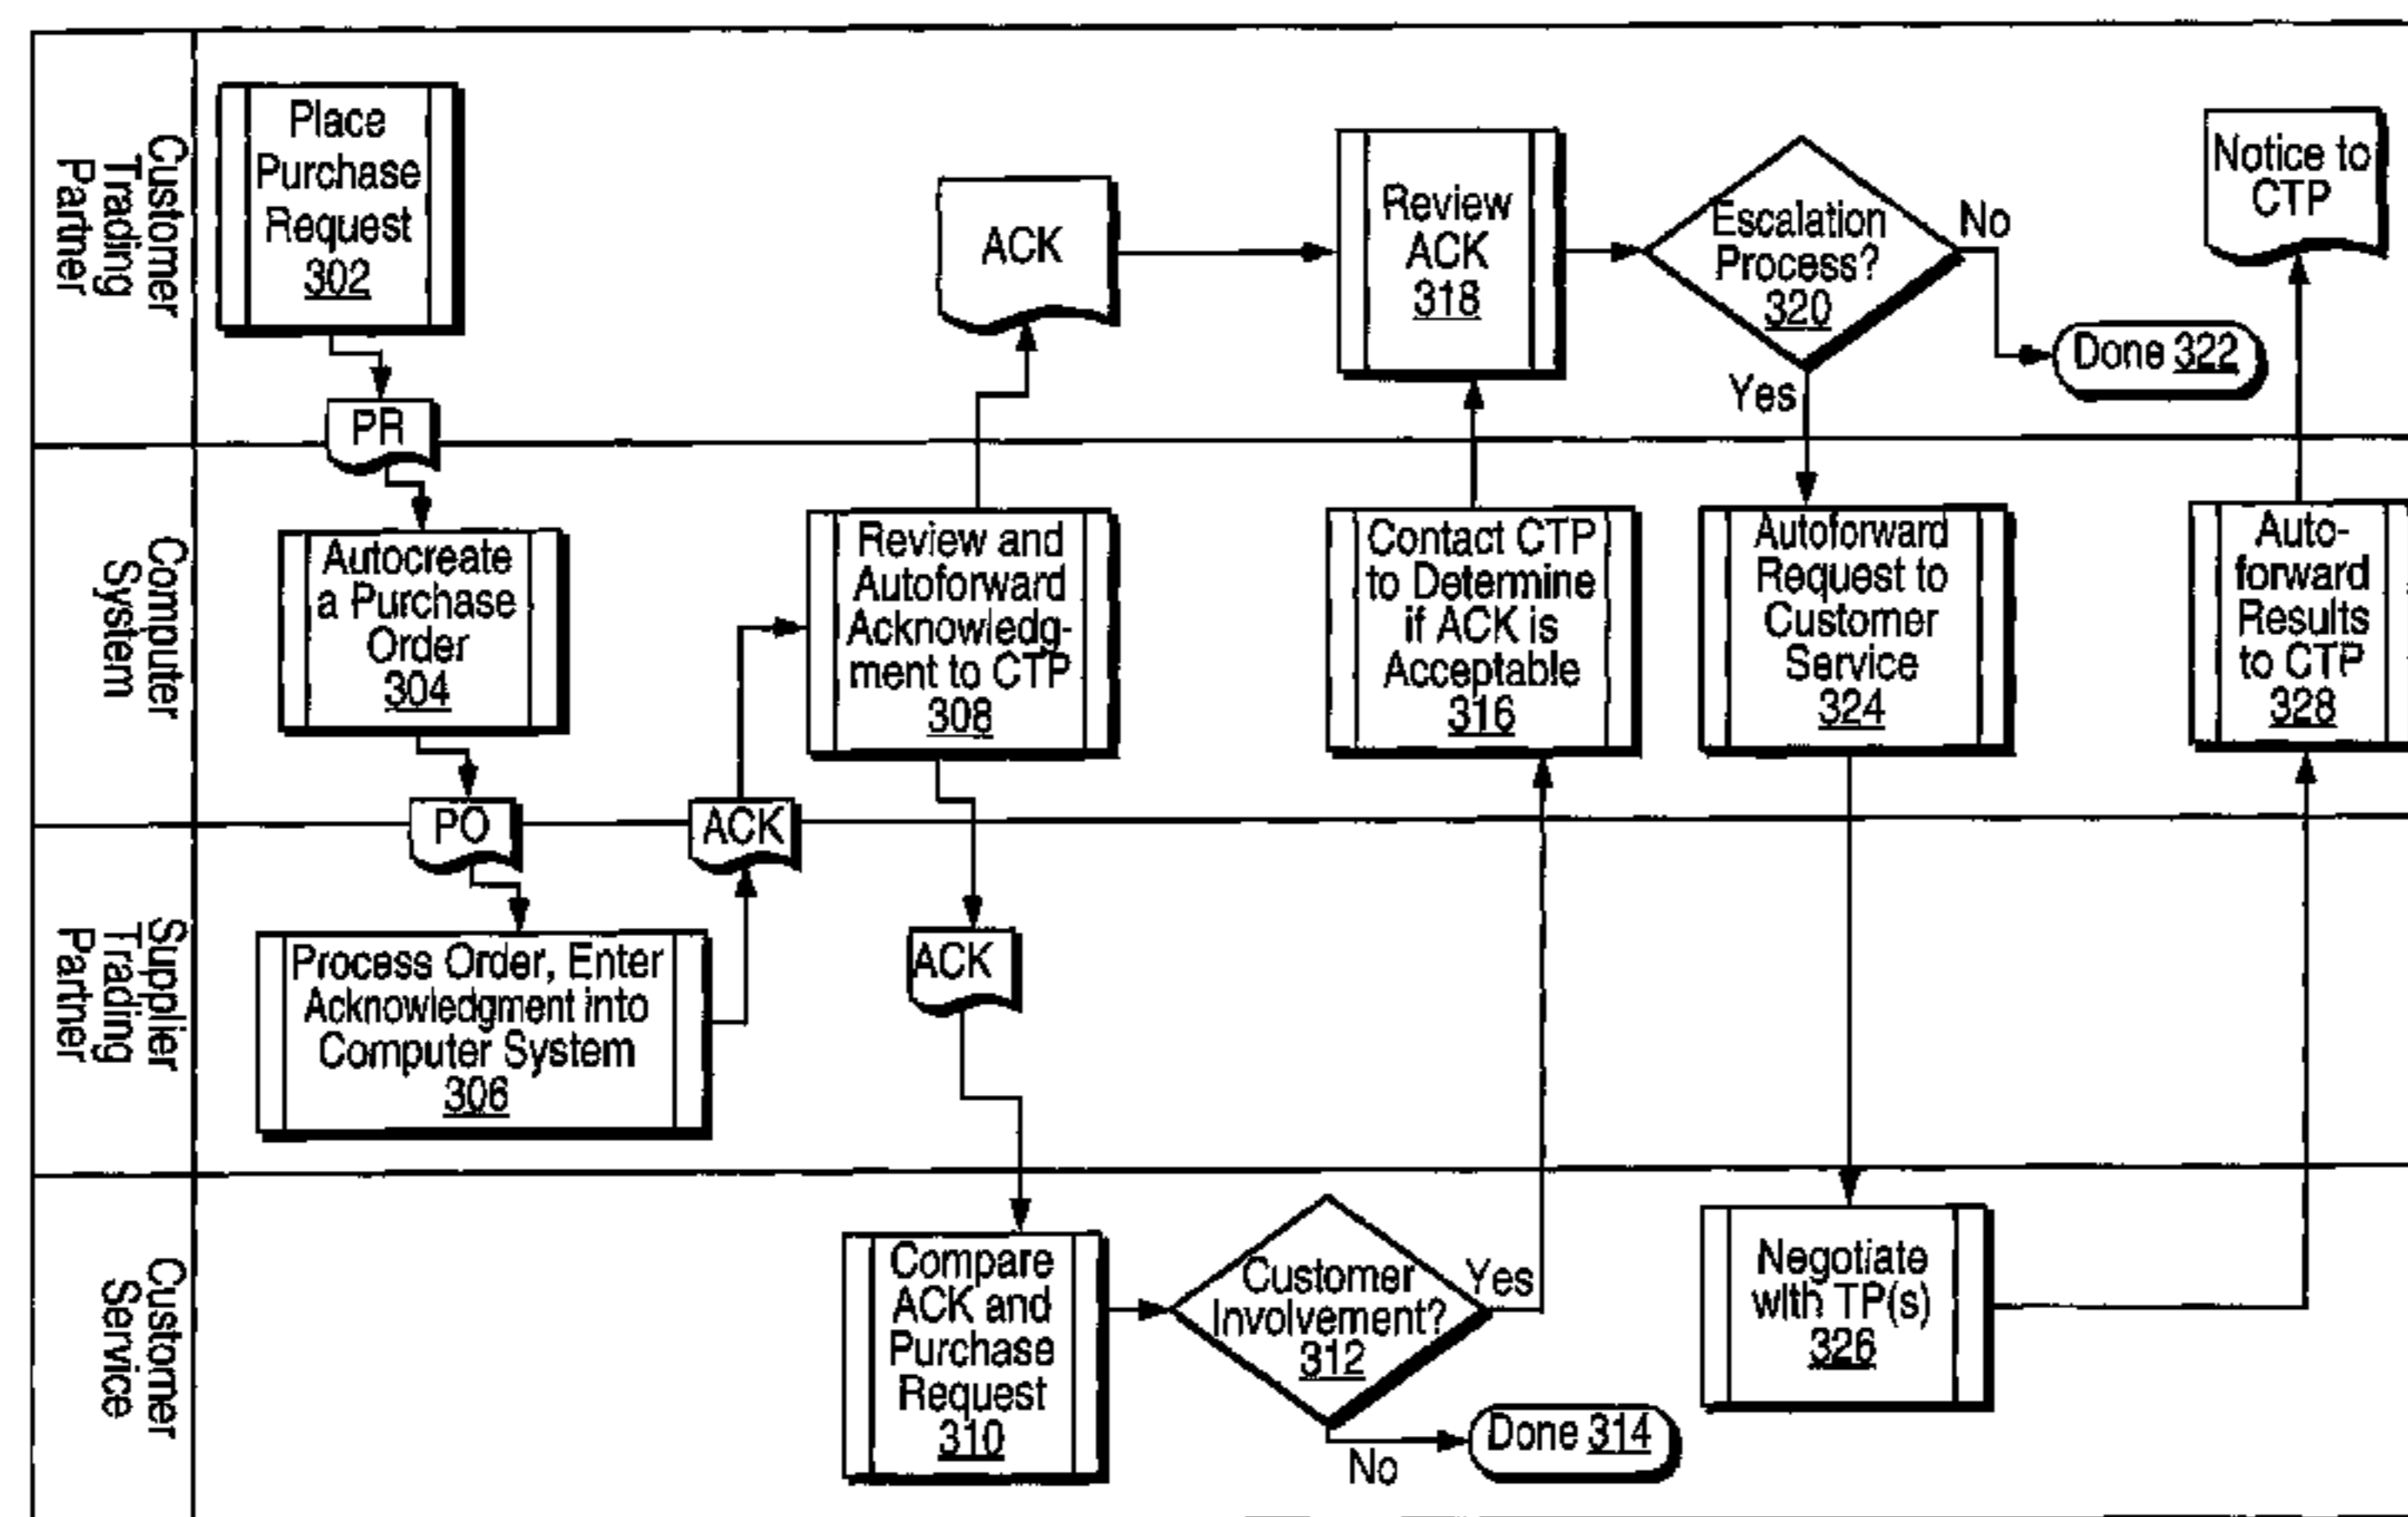 Customer
Trading
Partner
Place
Purchase
Request
302
PR
ACK
Review
ACK
318
Escalation
Process?
320
No
Yes
Done 322
Notice to
CTP
Computer
System
Autocreate
a Purchase
Order
304
PO
ACK
Review and
Autoforward
Acknowledg-
ment to CTP
308
Contact CTP
to Determine
if ACK is
Acceptable
316
Autoforward
Request to
Customer
Service
324
Auto-
forward
Results
to CTP
328
Supplier
Trading
Partner
Process Order, Enter
Acknowledgment into
Computer System
306
ACK
Customer
Service
Compare
ACK and
Purchase
Request
310
Customer
Involvement?
312
Yes
No
Done 314
Negotiate
with TP(s)
326